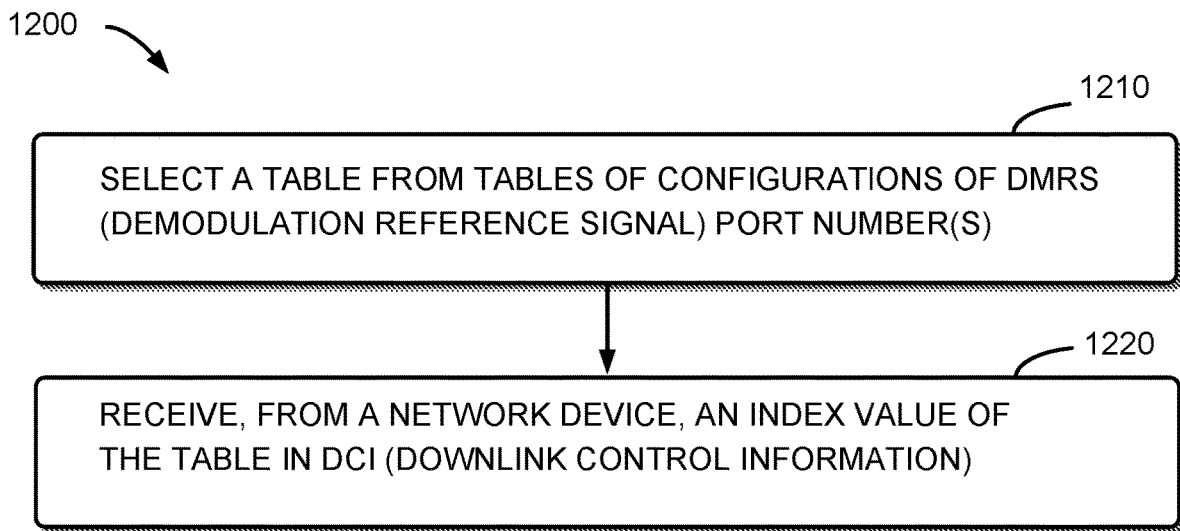 1200
1210
SELECT A TABLE FROM TABLES OF CONFIGURATIONS OF DMRS
(DEMODULATION REFERENCE SIGNAL) PORT NUMBER(S)
1220
RECEIVE, FROM A NETWORK DEVICE, AN INDEX VALUE OF
THE TABLE IN DCI (DOWNLINK CONTROL INFORMATION)